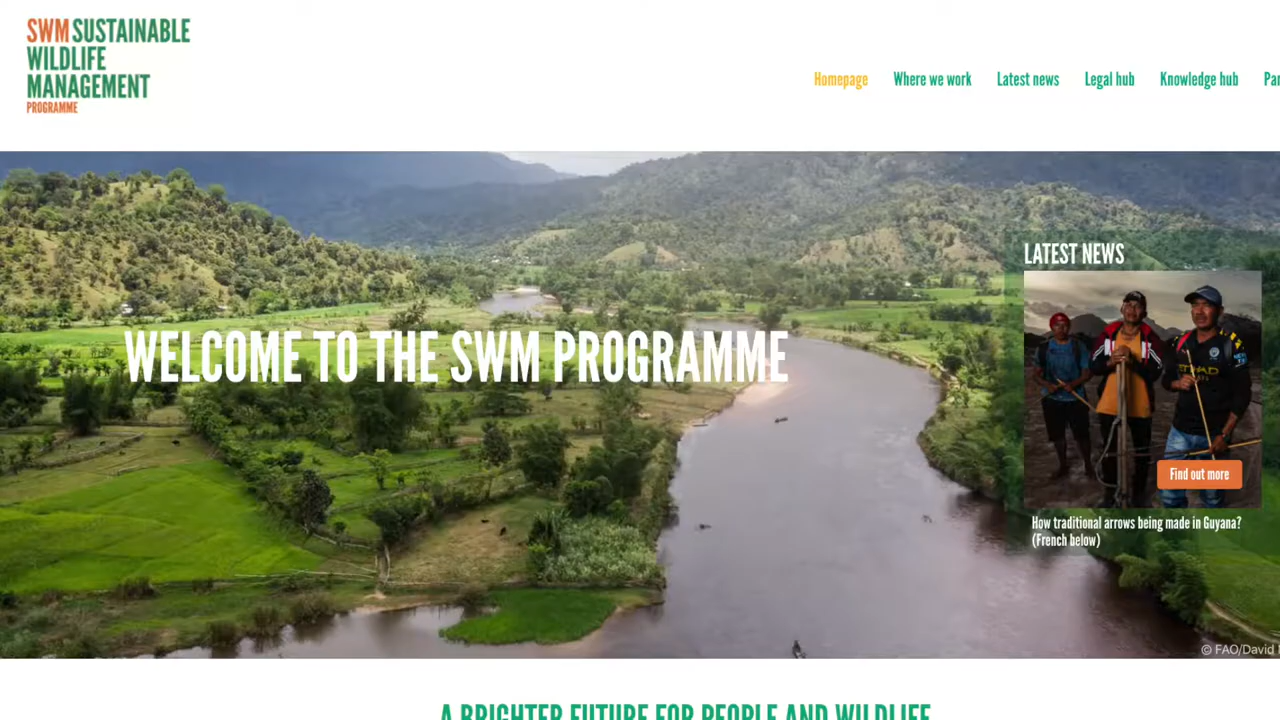 SWM SUSTAINABLE
WILDLIFE
MANAGEMENT
PROGRAMME
Homepage Where we work Latest news Legal hub Knowledge hub
WELCOME TO THE SWM PROGRAMME
LATEST NEWS
ETIHAD
Find out more
How traditional arrows being made in Guyana?
(French below)
© FAO/David
A BRIGHTER FUTURE FOR PEOPLE AND WILDLIFE